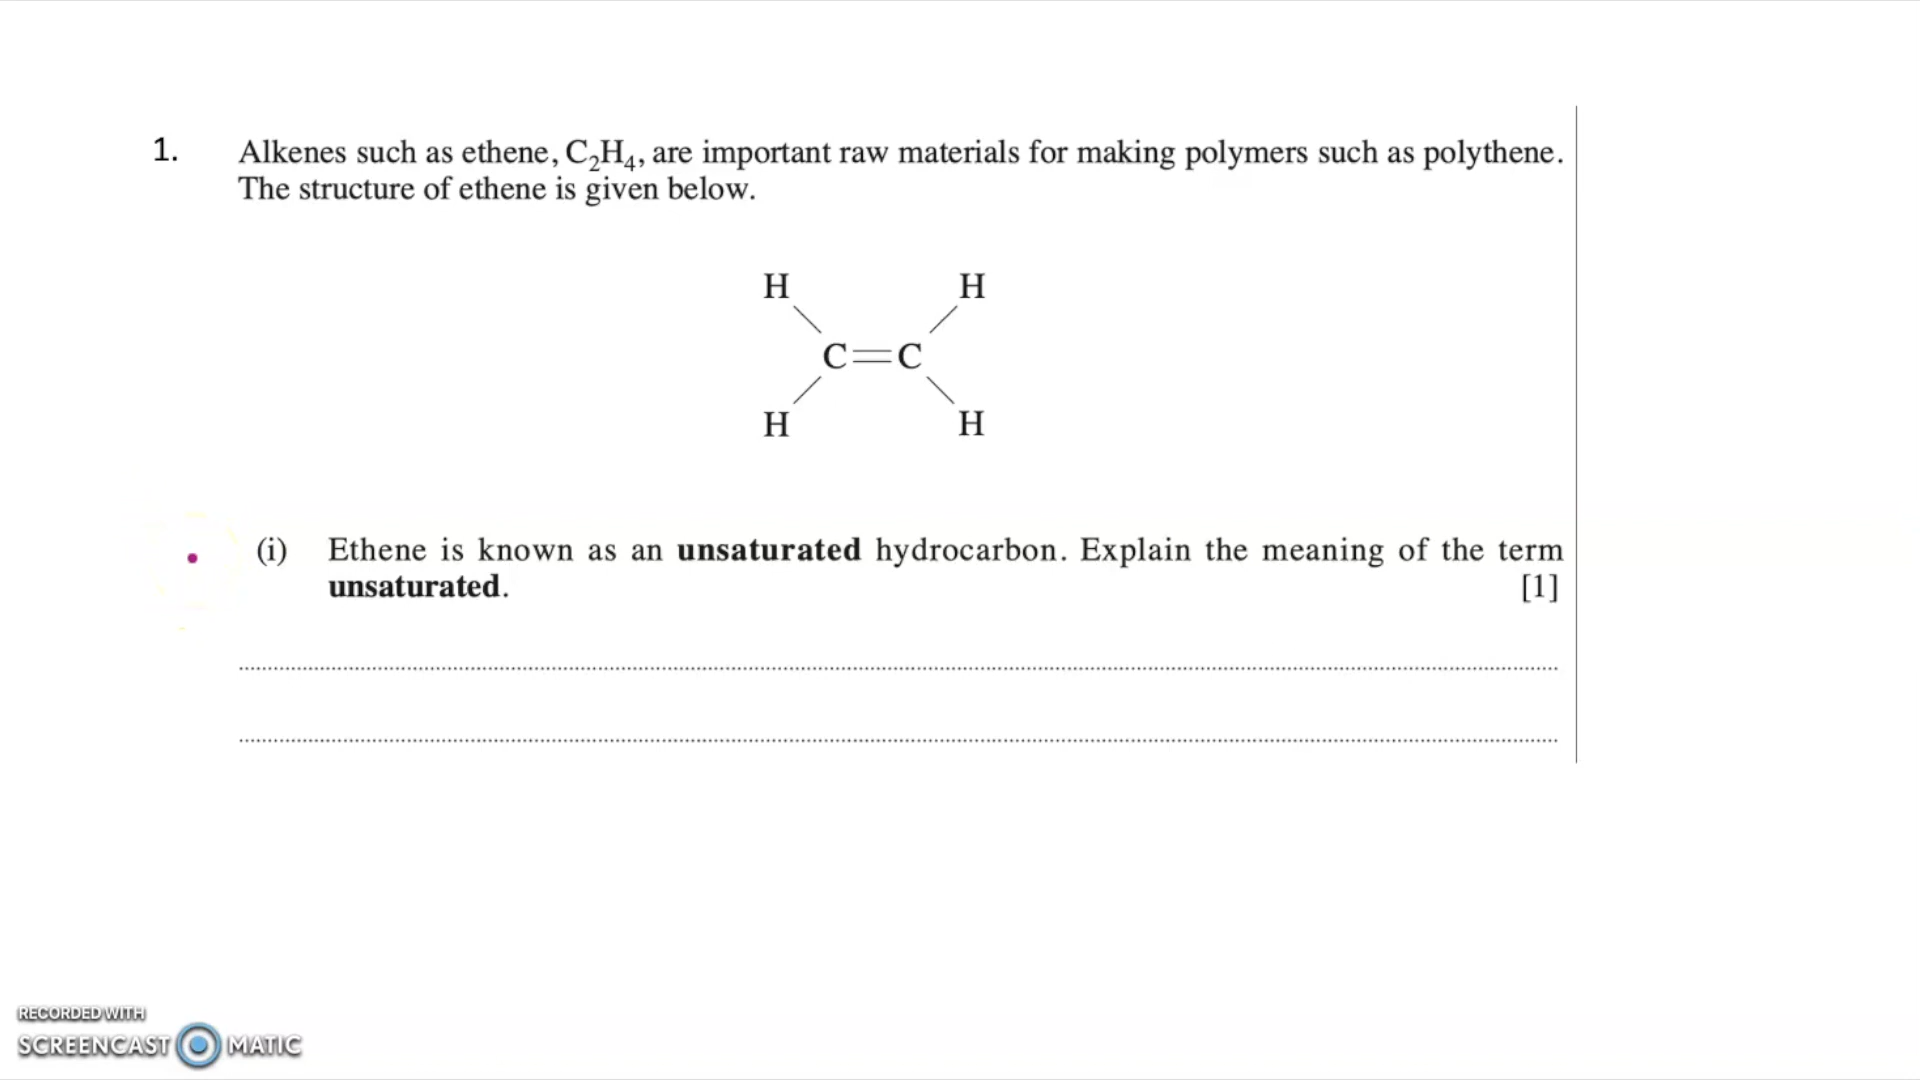 1. Alkenes such as ethene, C₂H₄, are important raw materials for making polymers such as polythene.
The structure of ethene is given below.
H H
C=C
H H
(i) Ethene is known as an unsaturated hydrocarbon. Explain the meaning of the term
unsaturated. [1]
RECORDED WITH
SCREENCAST MATIC